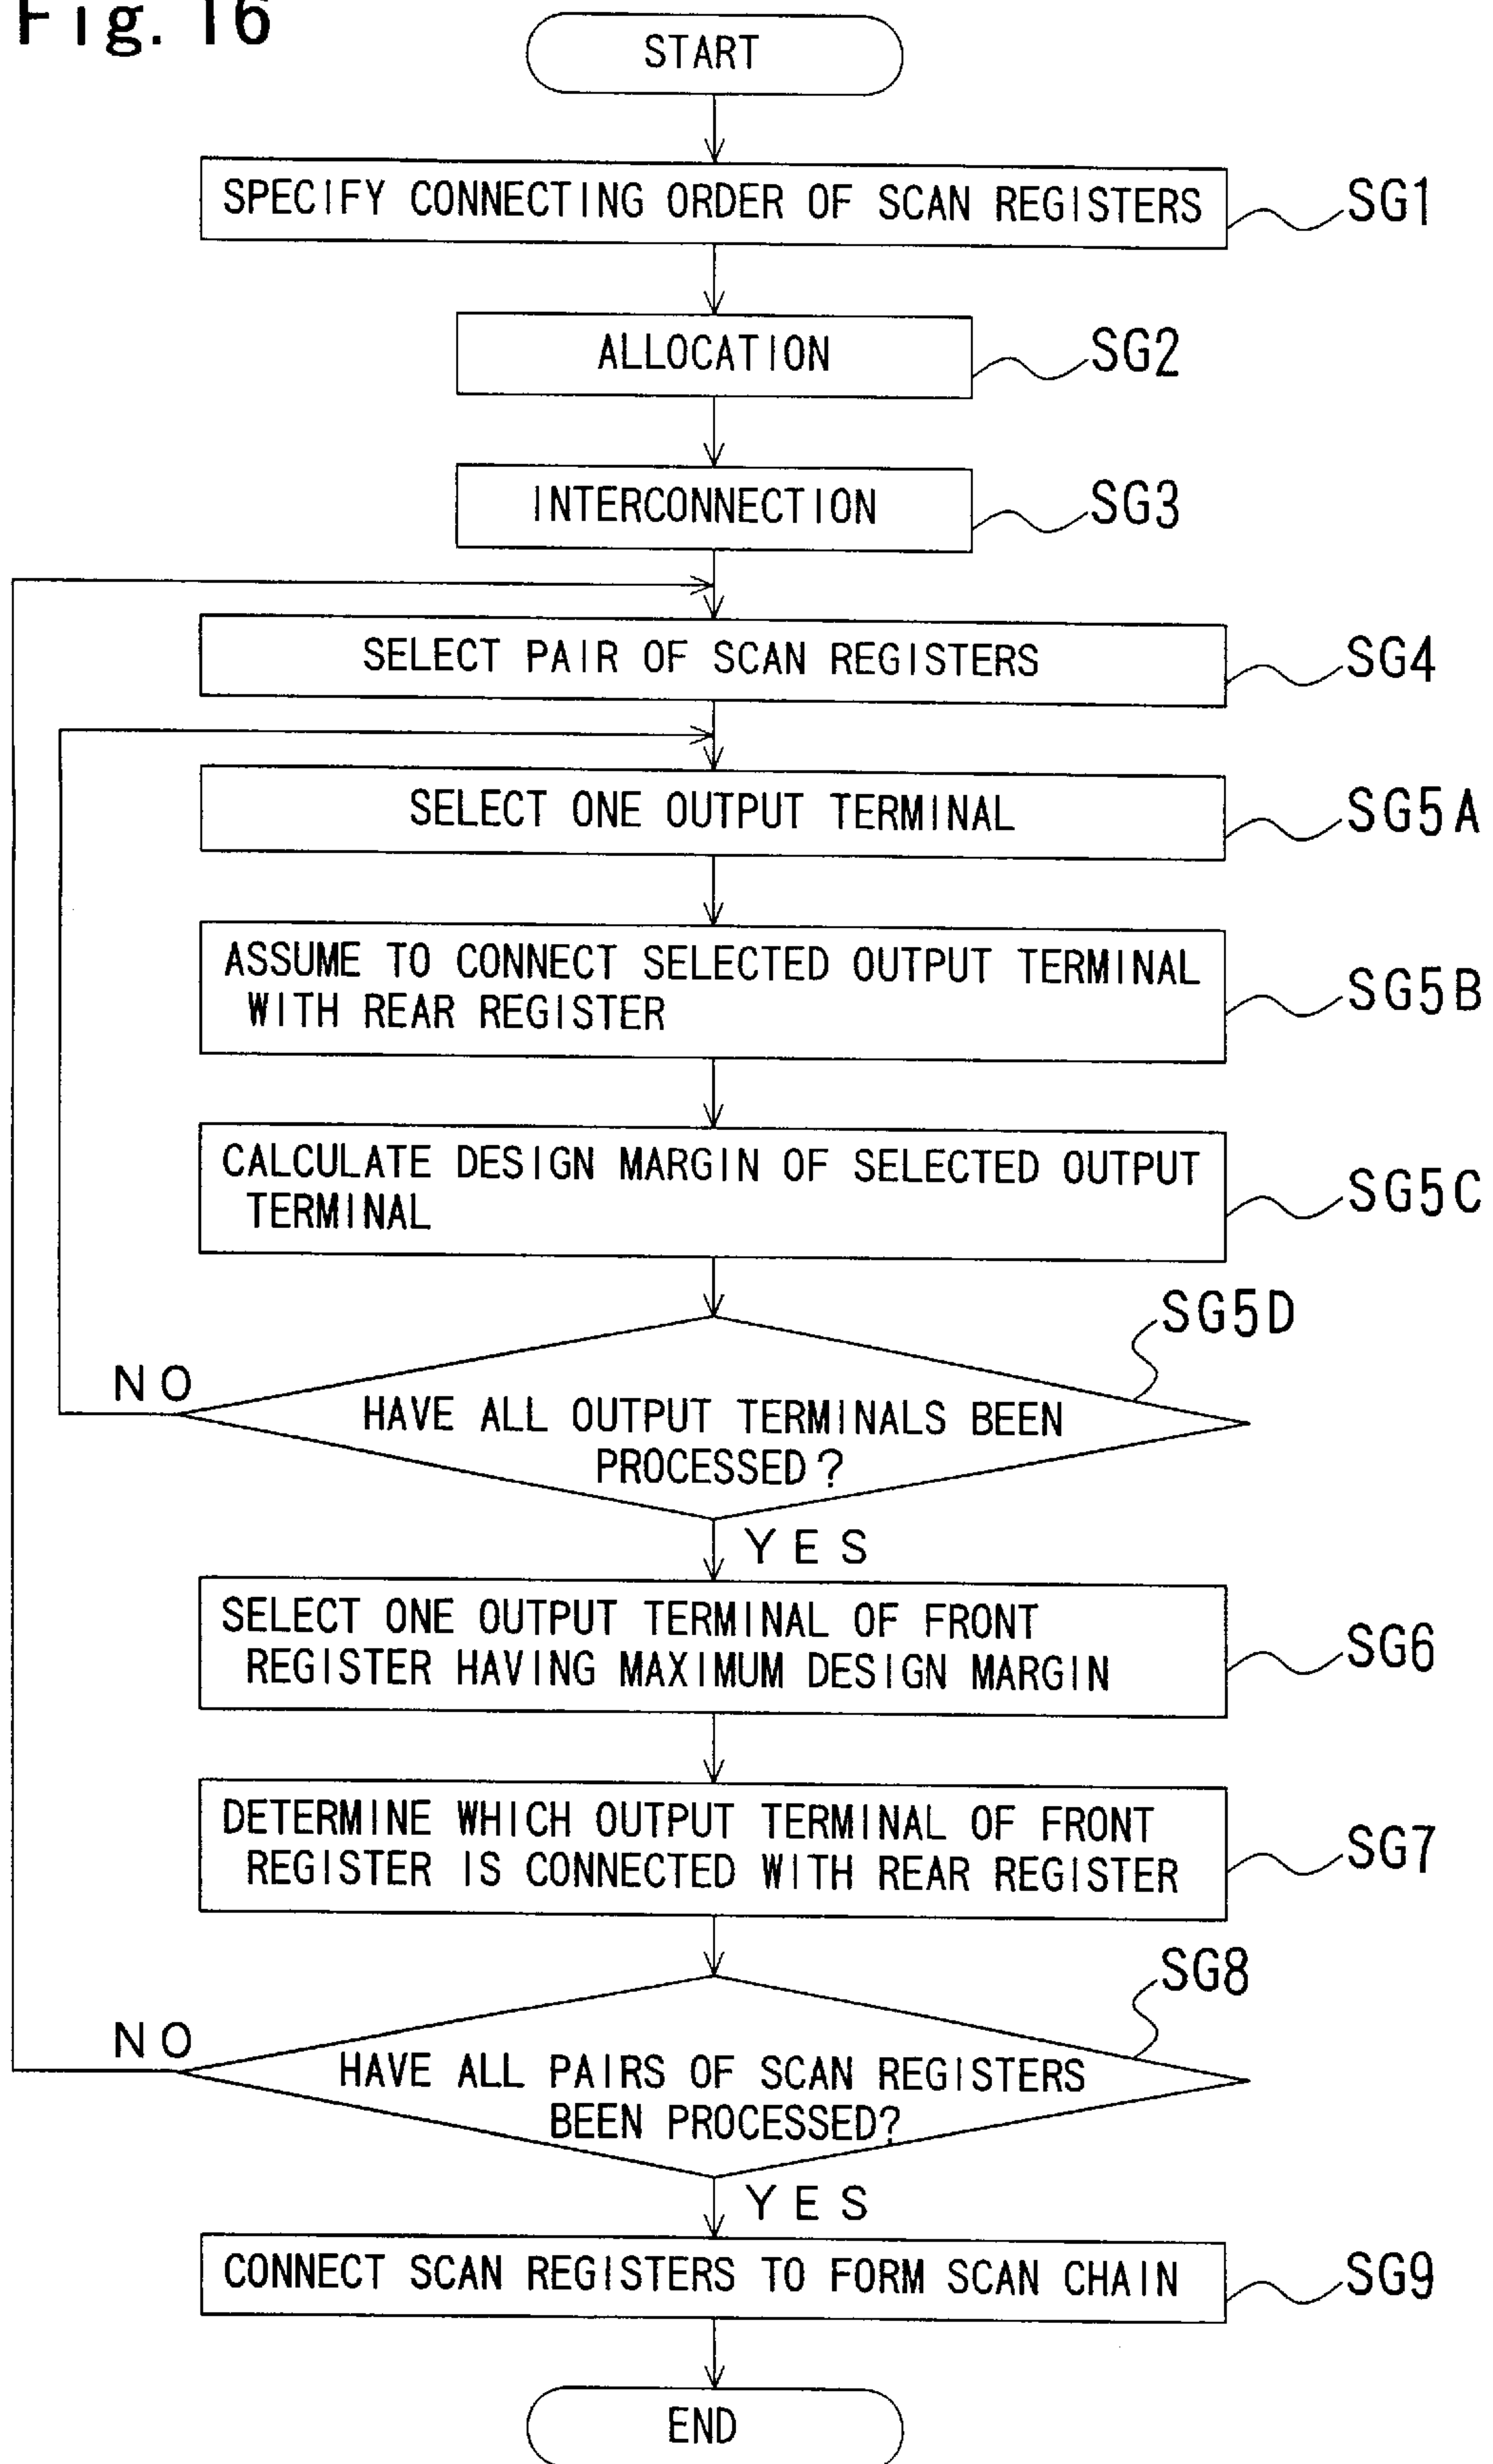 Fig. 16
START
SPECIFY CONNECTING ORDER OF SCAN REGISTERS
SG1
ALLOCATION
SG2
INTERCONNECTION
SG3
SELECT PAIR OF SCAN REGISTERS
SG4
SELECT ONE OUTPUT TERMINAL
SG5A
ASSUME TO CONNECT SELECTED OUTPUT TERMINAL
WITH REAR REGISTER
SG5B
CALCULATE DESIGN MARGIN OF SELECTED OUTPUT
TERMINAL
SG5C
SG5D
NO
HAVE ALL OUTPUT TERMINALS BEEN
PROCESSED?
YES
SELECT ONE OUTPUT TERMINAL OF FRONT
REGISTER HAVING MAXIMUM DESIGN MARGIN
SG6
DETERMINE WHICH OUTPUT TERMINAL OF FRONT
REGISTER IS CONNECTED WITH REAR REGISTER
SG7
SG8
NO
HAVE ALL PAIRS OF SCAN REGISTERS
BEEN PROCESSED?
YES
CONNECT SCAN REGISTERS TO FORM SCAN CHAIN
SG9
END